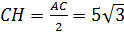 CH = AC/2 = 5√3